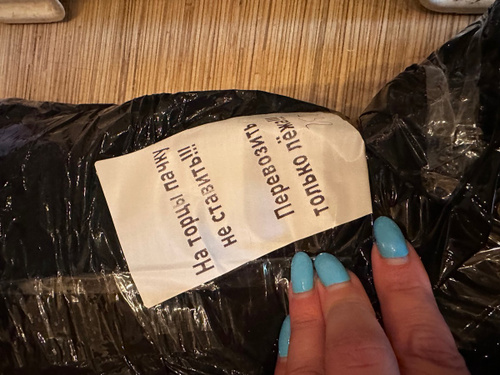 На торцы пачку
не ставить!!!
Перевозить
только лёжа!!!